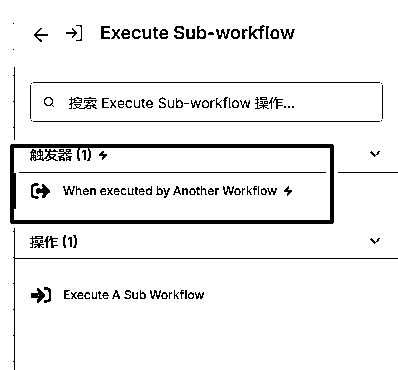 Execute Sub-workflow
搜索 Execute Sub-workflow 操作...
触发器 (1)
When executed by Another Workflow
操作 (1)
Execute A Sub Workflow